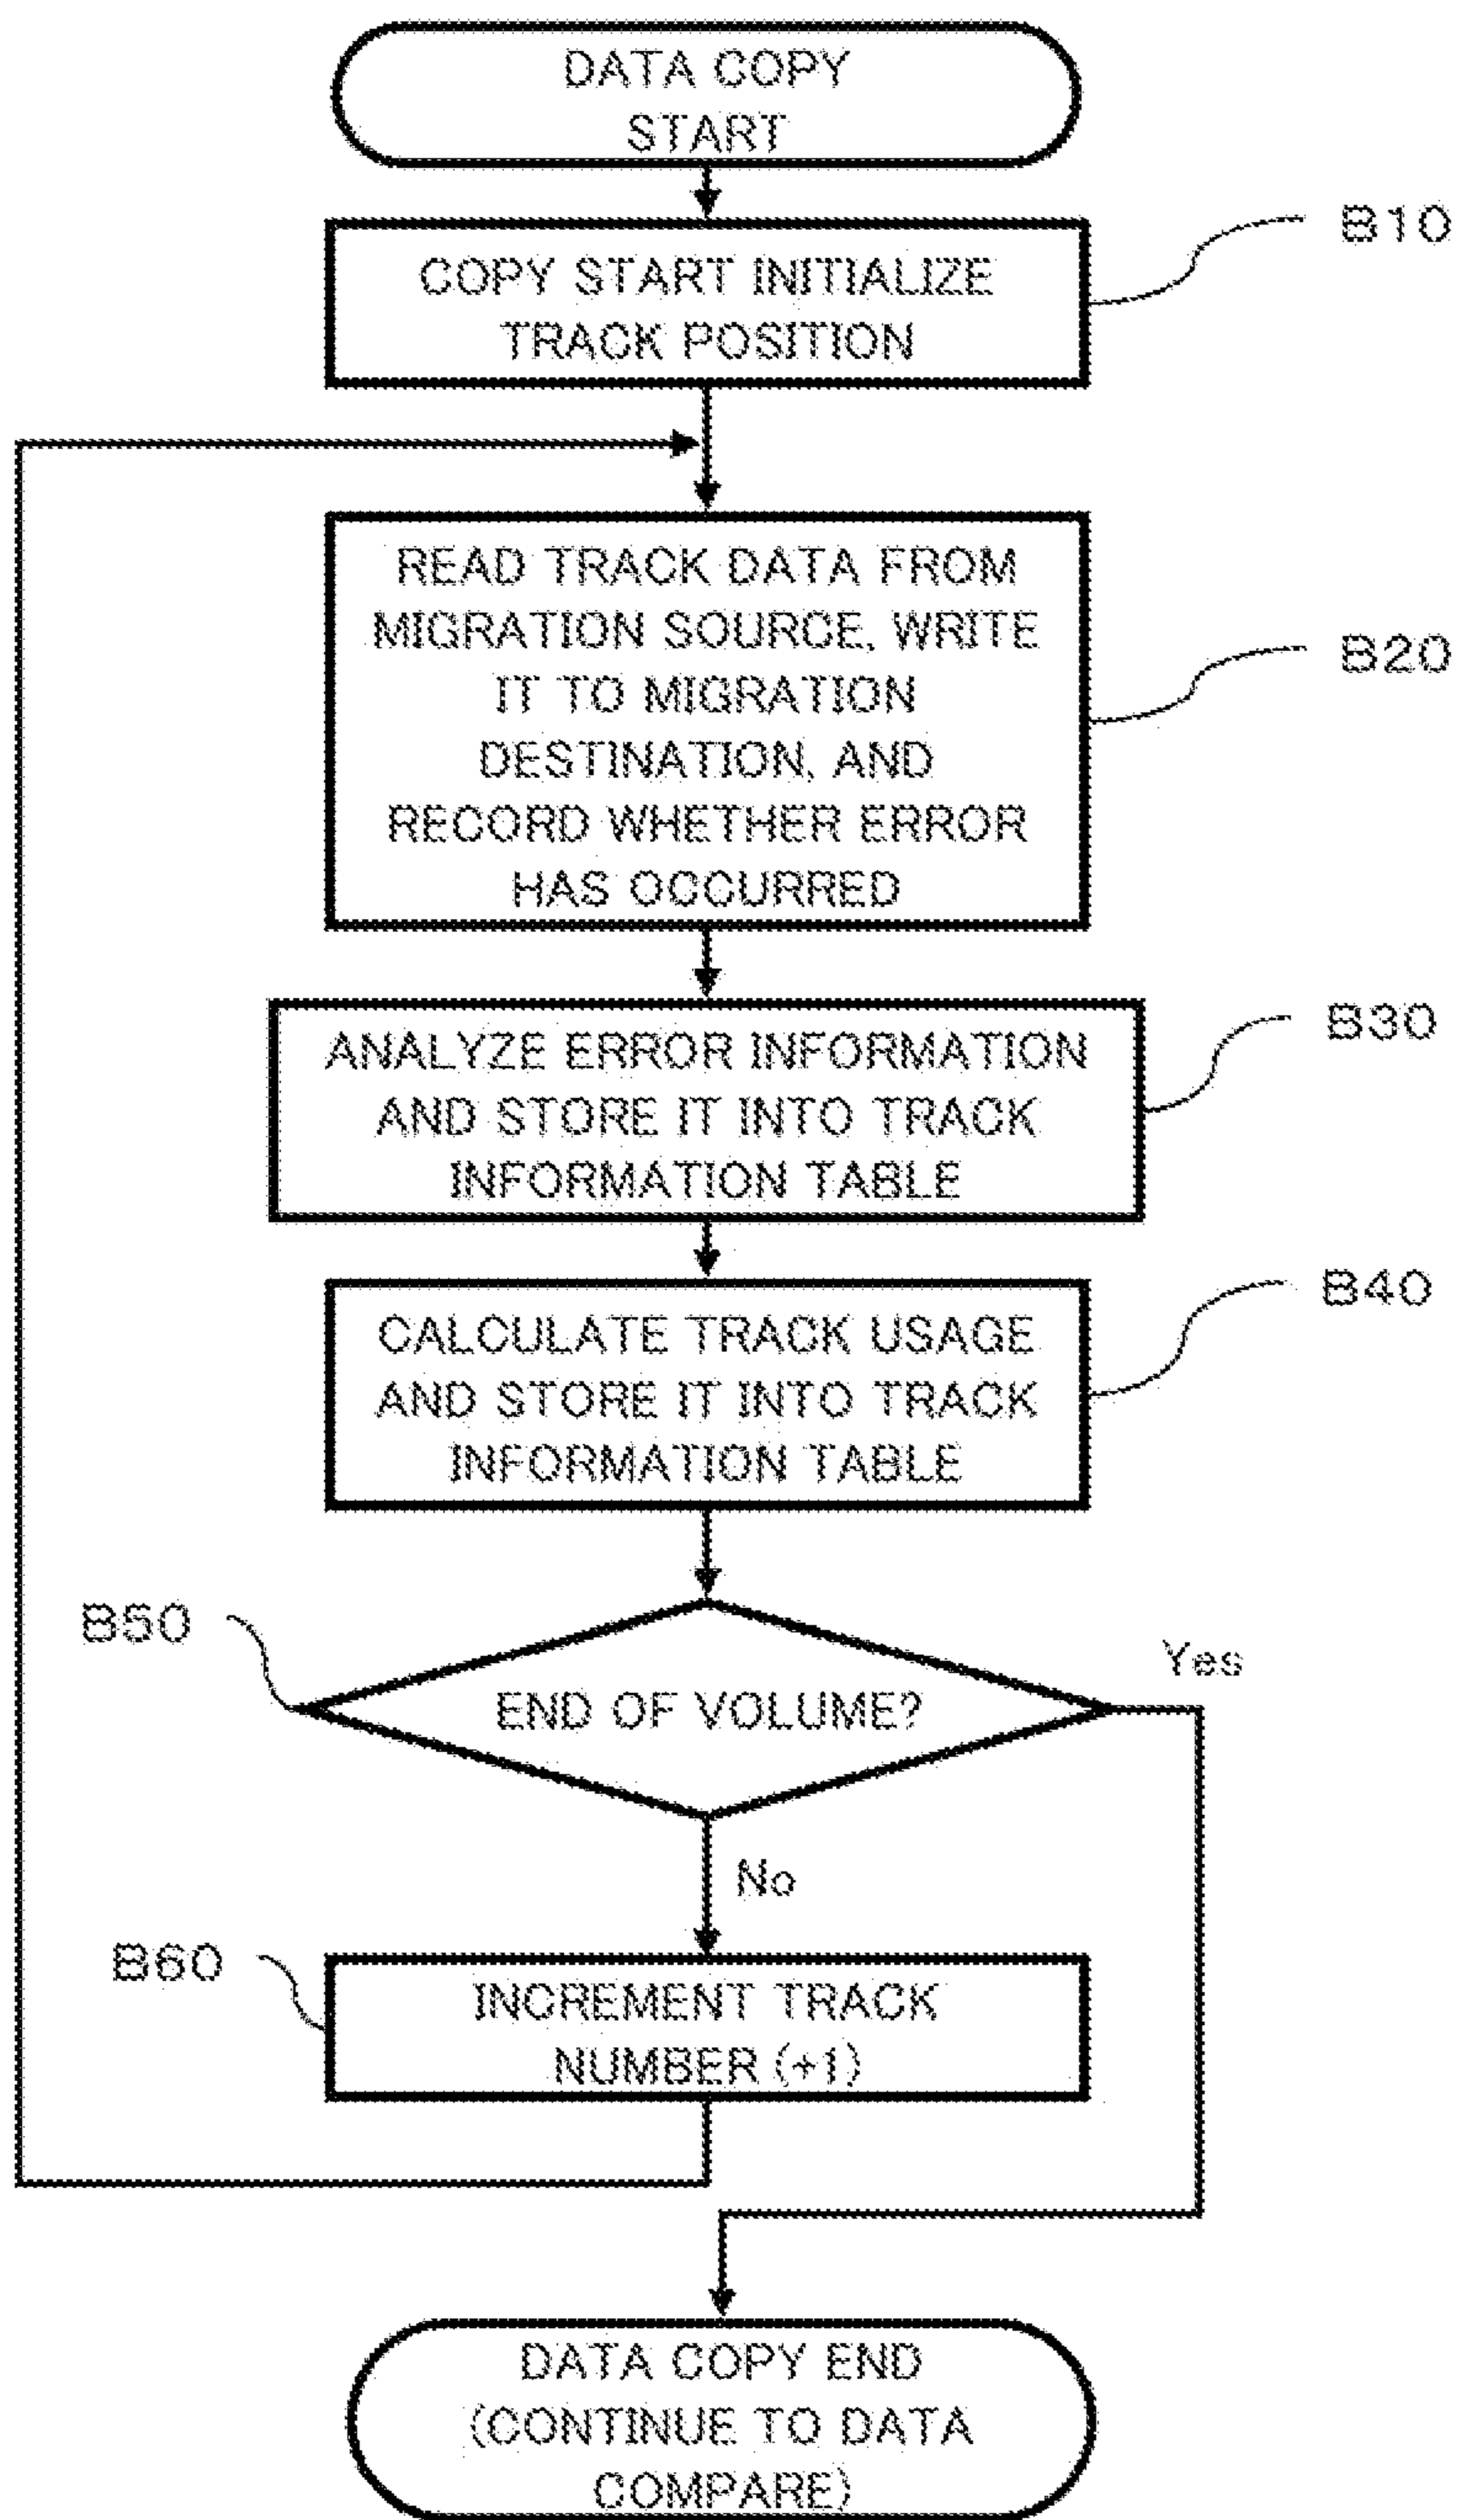 DATA COPY
START
B10
COPY START INITIALIZE
TRACK POSITION
READ TRACK DATA FROM
MIGRATION SOURCE, WRITE
IT TO MIGRATION
DESTINATION, AND
RECORD WHETHER ERROR
HAS OCCURRED
B20
ANALYZE ERROR INFORMATION
AND STORE IT INTO TRACK
INFORMATION TABLE
B30
CALCULATE TRACK USAGE
AND STORE IT INTO TRACK
INFORMATION TABLE
B40
B50
END OF VOLUME?
Yes
No
B60
INCREMENT TRACK
NUMBER (+1)
DATA COPY END
(CONTINUE TO DATA
COMPARE)